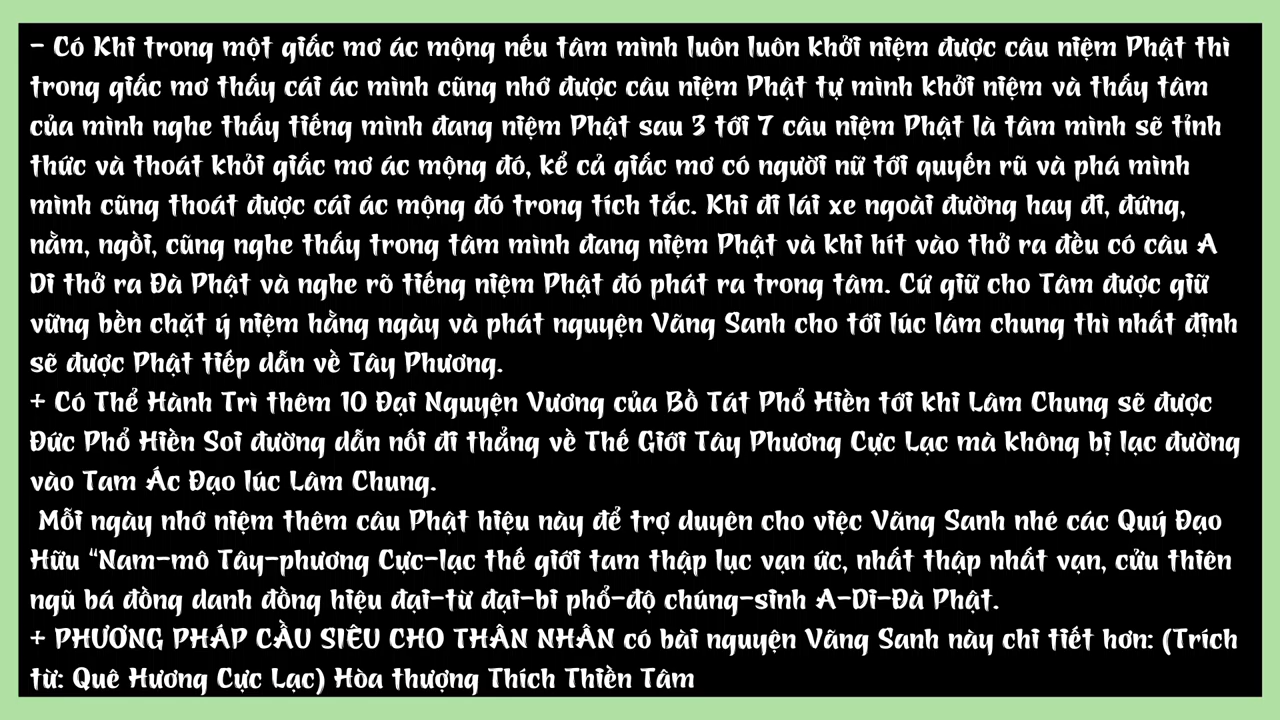 - Có Khi trong một giấc mơ ác mộng nếu tâm mình luôn luôn khởi niệm được câu niệm Phật thì
trong giấc mơ thấy cái ác mình cũng nhớ được câu niệm Phật tự mình khởi niệm và thấy tâm
của mình nghe thấy tiếng mình đang niệm Phật sau 3 tới 7 câu niệm Phật là tâm mình sẽ tỉnh
thức và thoát khỏi giấc mơ ác mộng đó, kể cả giấc mơ có người nữ tới quyến rũ và phá mình
mình cũng thoát được cái ác mộng đó trong tích tắc. Khi đi lái xe ngoài đường hay đi, đứng,
nằm, ngồi, cũng nghe thấy trong tâm mình đang niệm Phật và khi hít vào thở ra đều có câu A
Di thở ra Đà Phật và nghe rõ tiếng niệm Phật đó phát ra trong tâm. Cứ giữ cho Tâm được giữ
vững bền chặt ý niệm hằng ngày và phát nguyện Vãng Sanh cho tới lúc lâm chung thì nhất định
sẽ được Phật tiếp dẫn về Tây Phương.
+ Có Thể Hành Trì thêm 10 Đại Nguyện Vương của Bồ Tát Phổ Hiền tới khi Lâm Chung sẽ được
Đức Phổ Hiền Soi đường dẫn nối đi thẳng về Thế Giới Tây Phương Cực Lạc mà không bị lạc đường
vào Tam Ác Đạo lúc Lâm Chung.
Mỗi ngày nhớ niệm thêm câu Phật hiệu này để trợ duyên cho việc Vãng Sanh nhé các Quý Đạo
Hữu “Nam-mô Tây-phương Cực-lạc thế giới tam thập lục vạn ức, nhất thập nhất vạn, cửu thiên
ngũ bá đồng danh đồng hiệu đại-từ đại-bi phổ-độ chúng-sinh A-Di-Đà Phật.
+ PHƯƠNG PHÁP CẦU SIÊU CHO THÂN NHÂN có bài nguyện Vãng Sanh này chi tiết hơn: (Trích
từ: Quê Hương Cực Lạc) Hòa thượng Thích Thiền Tâm